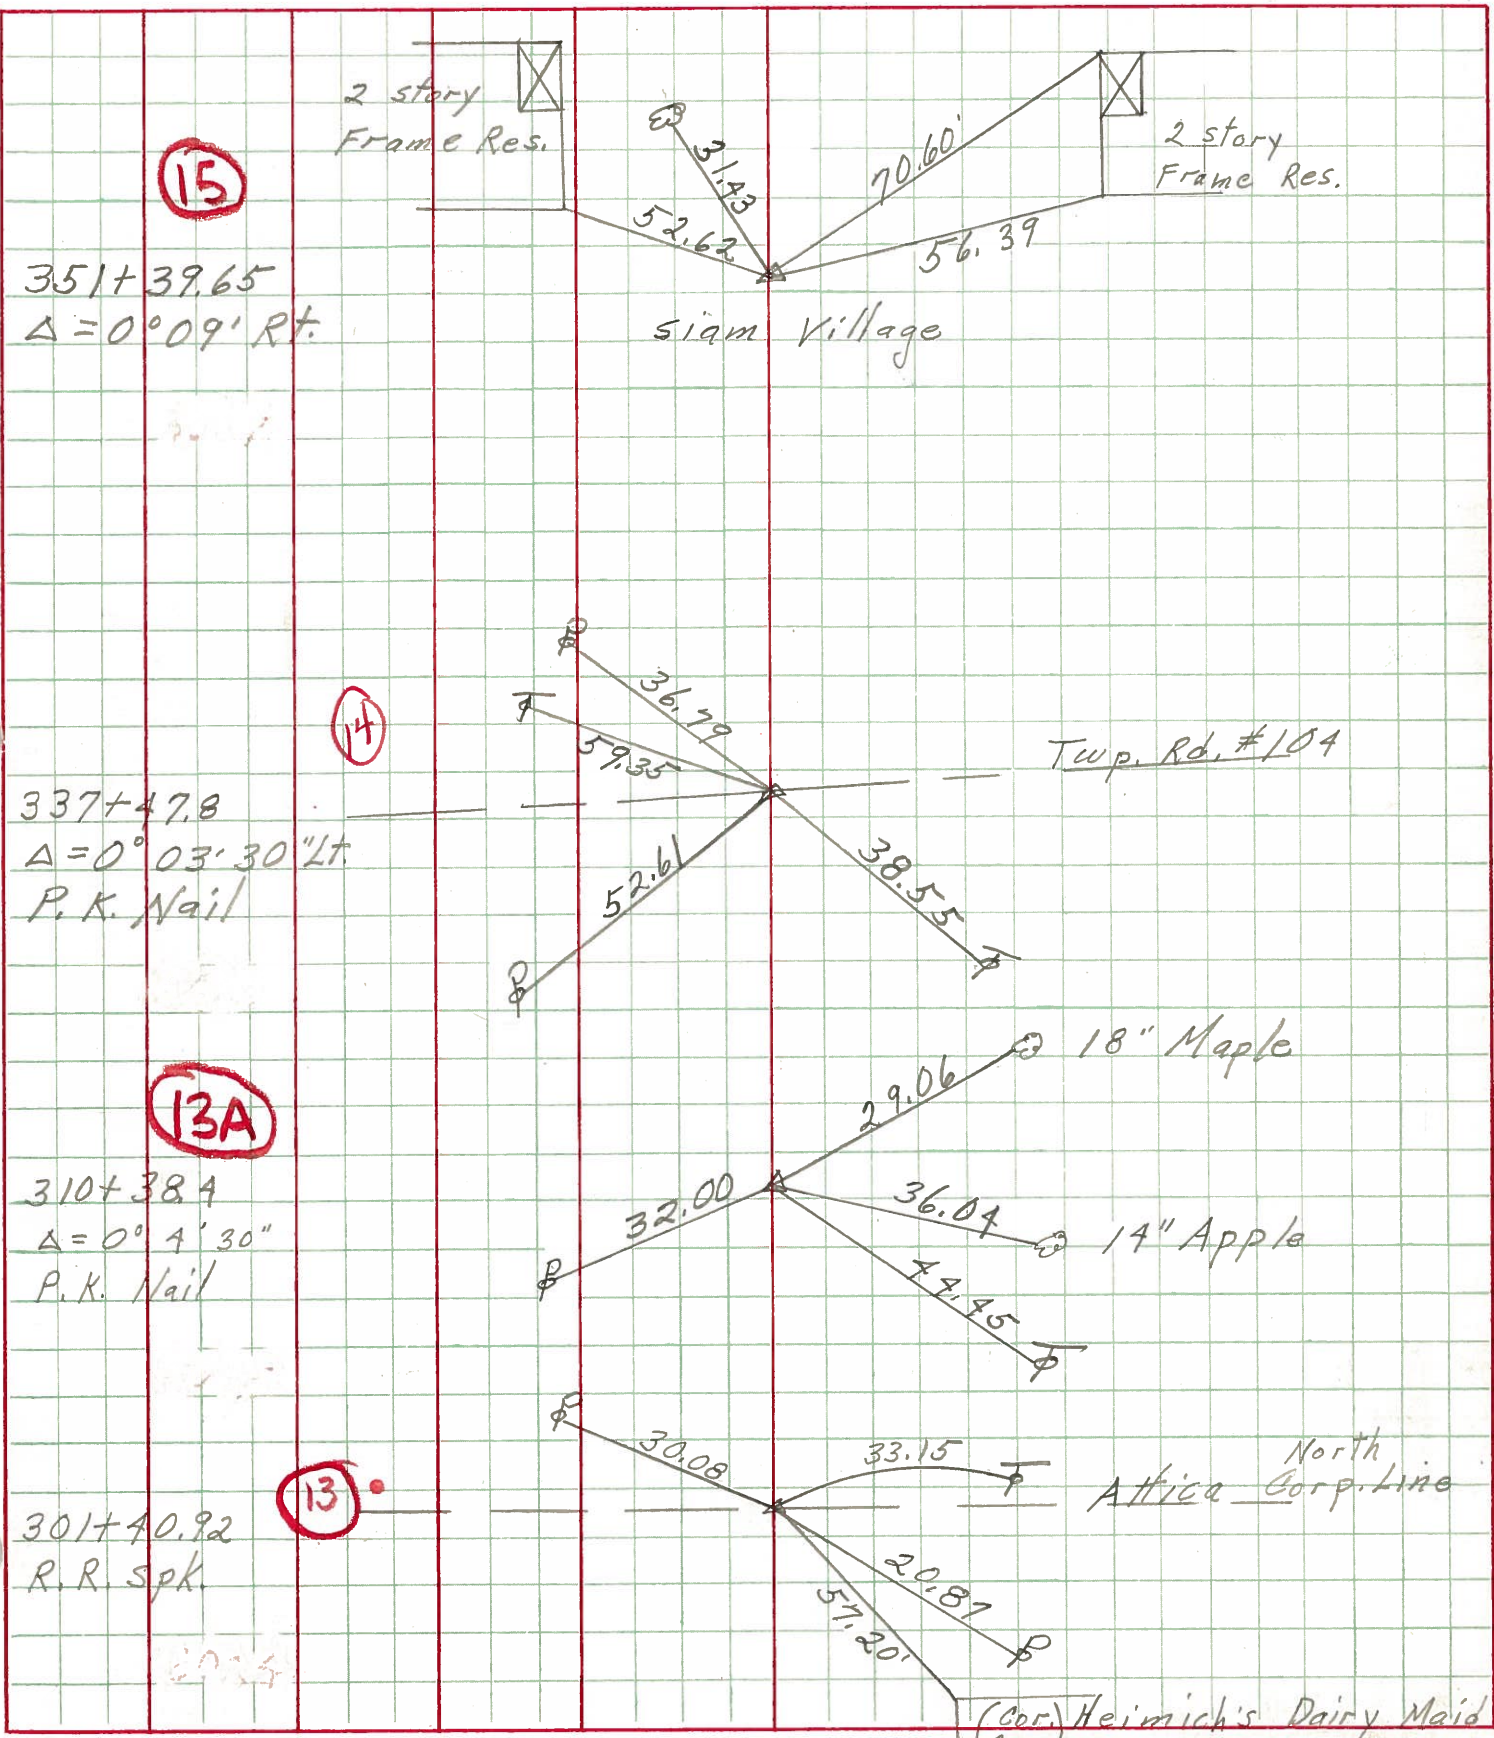 2 story
Frame Res.
15
31.43
70.60'
2 story
Frame Res.
52.62
56.39
351+39.65
Δ=0°09' Rt.
Siam Village
14
36.79
59.35
Twp. Rd. #104
337+47.8
Δ=0°03'30" Lt.
P. K. Nail
52.61
38.55
13A
29.06
18" Maple
310+38.4
Δ=0° 4' 30"
P. K. Nail
32.00
36.04
14" Apple
44.45
13
30.08
33.15
North
Attica Corp. Line
301+40.92
R. R. Spk.
20.87
57.20'
(Cor.) Heimich's Dairy Maid